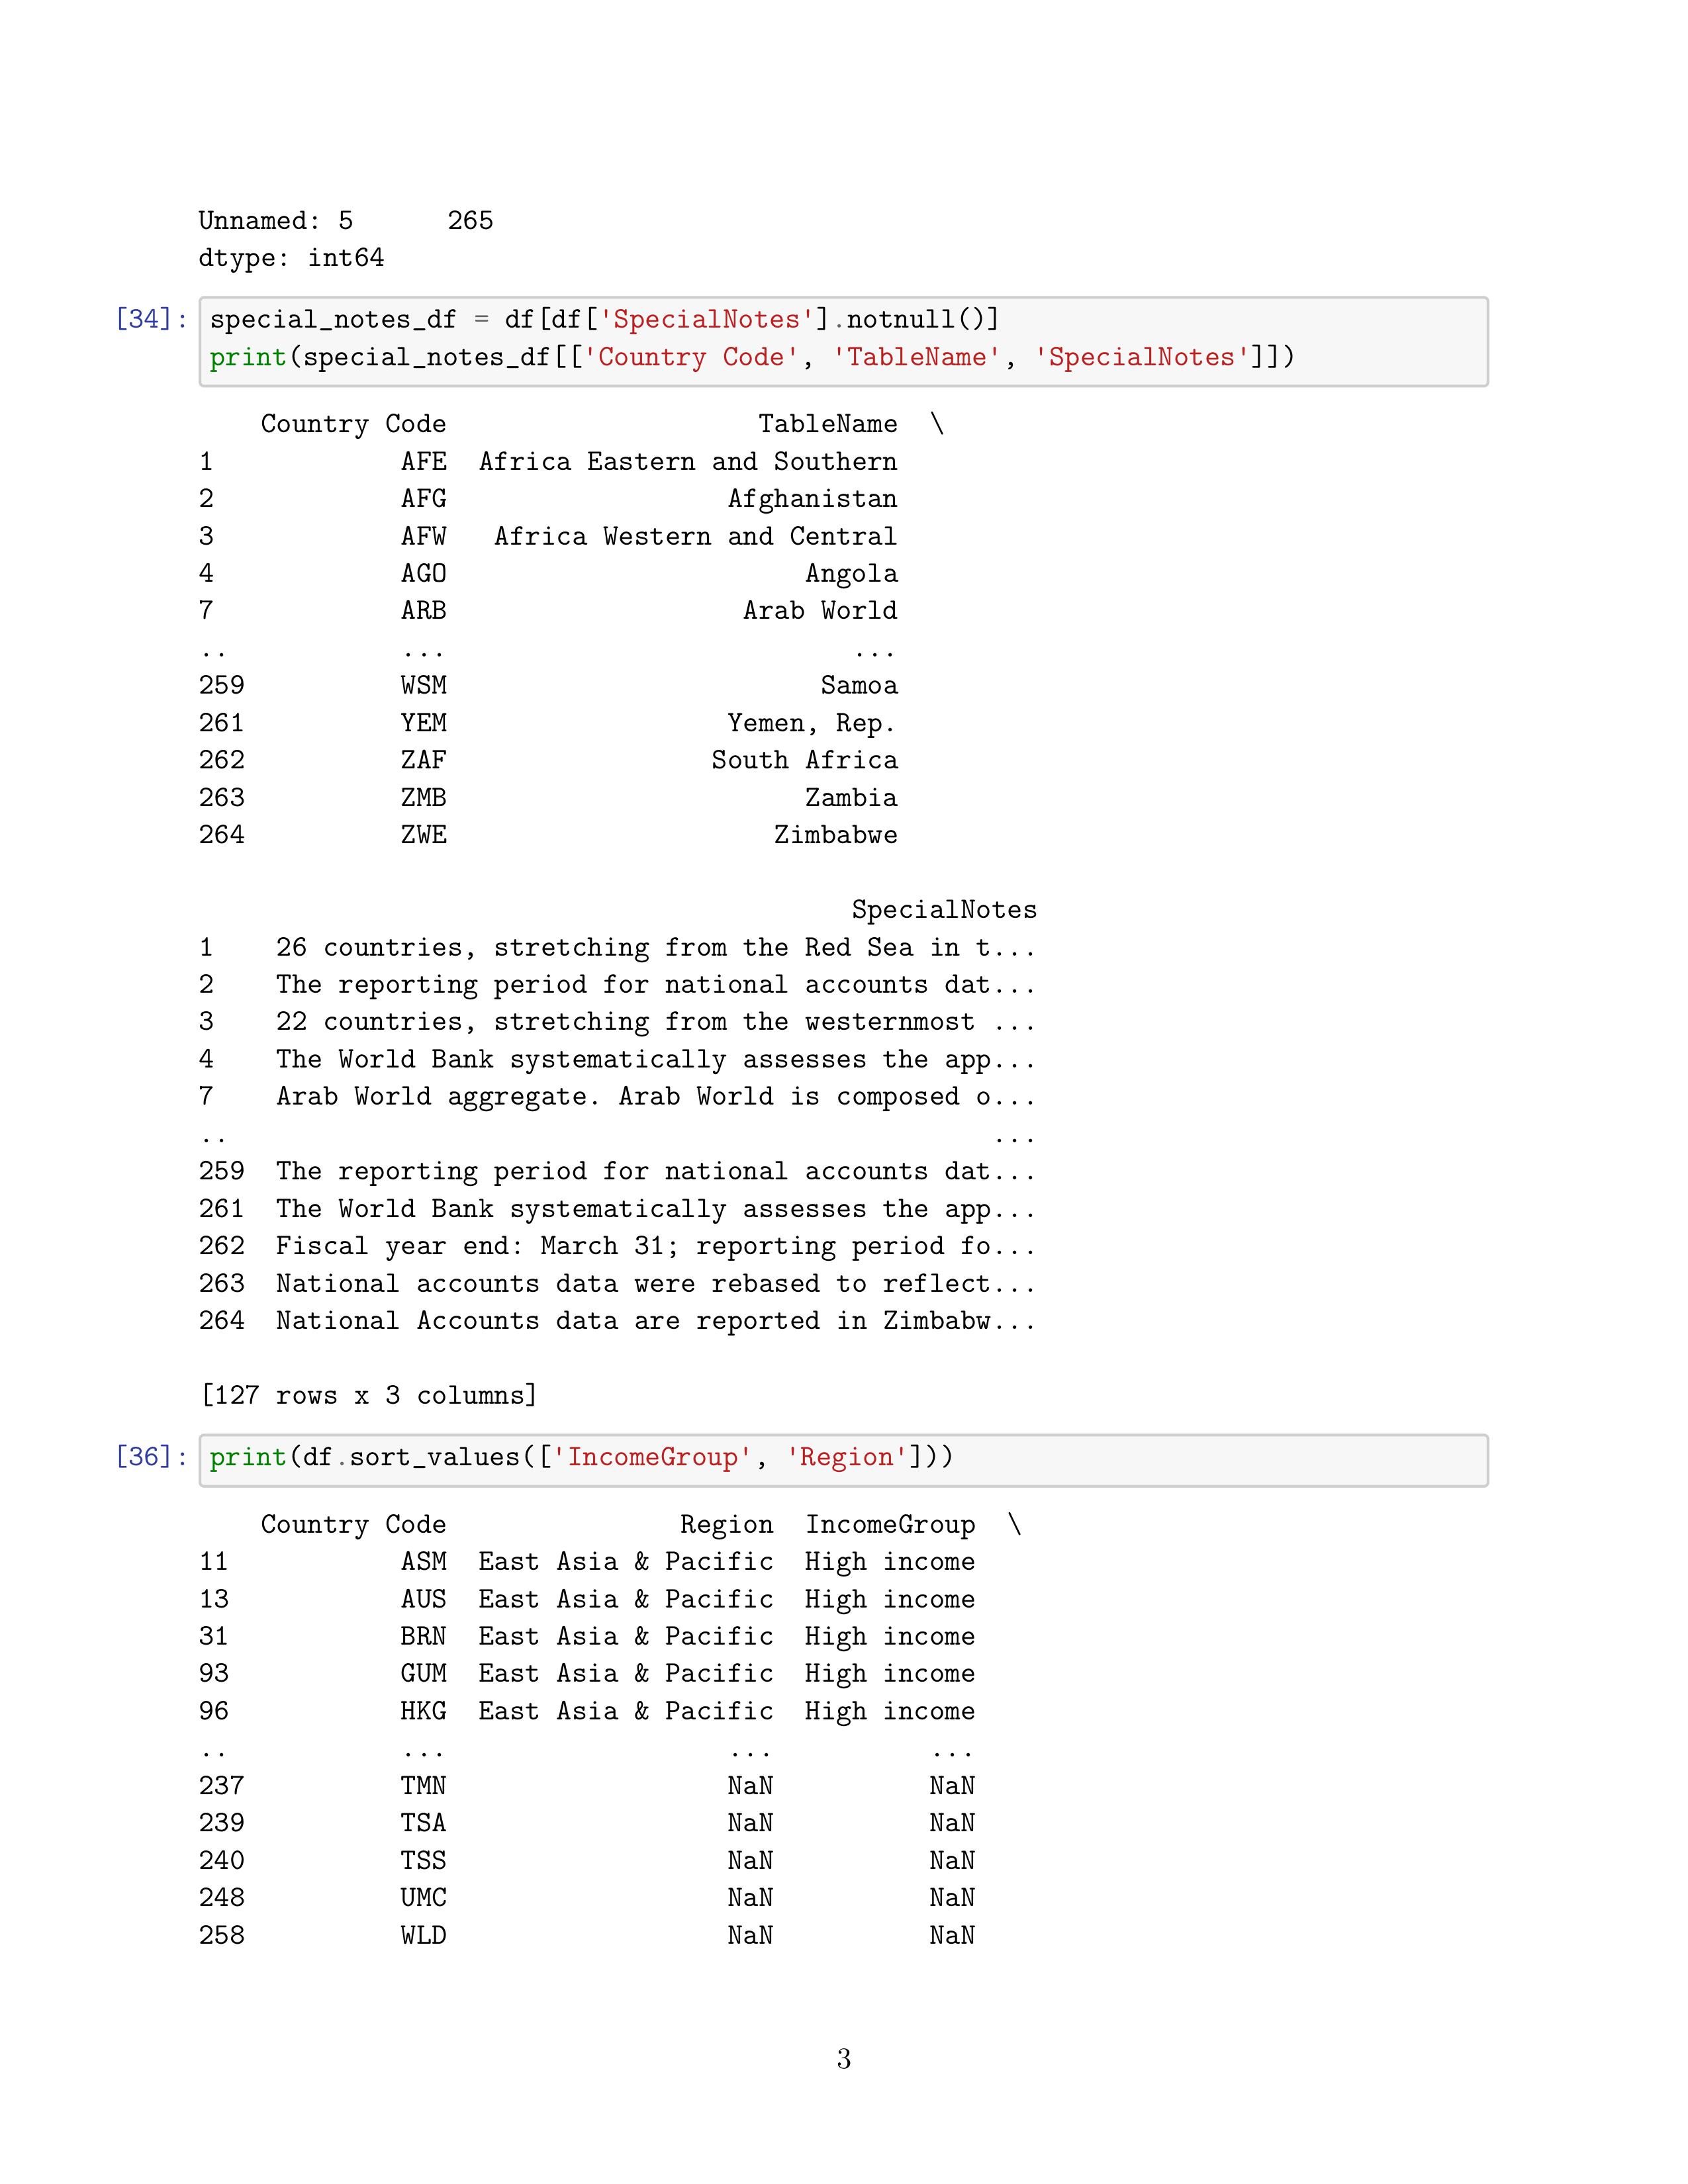 Unnamed: 5      265
dtype: int64
[34]: special_notes_df = df[df['SpecialNotes'].notnull()]
print(special_notes_df[['Country Code', 'TableName', 'SpecialNotes']])
    Country Code                    TableName  \
1            AFE  Africa Eastern and Southern
2            AFG                  Afghanistan
3            AFW   Africa Western and Central
4            AGO                       Angola
7            ARB                   Arab World
..           ...                          ...
259          WSM                        Samoa
261          YEM                  Yemen, Rep.
262          ZAF                 South Africa
263          ZMB                       Zambia
264          ZWE                     Zimbabwe
                                          SpecialNotes
1    26 countries, stretching from the Red Sea in t...
2    The reporting period for national accounts dat...
3    22 countries, stretching from the westernmost ...
4    The World Bank systematically assesses the app...
7    Arab World aggregate. Arab World is composed o...
..                                                 ...
259  The reporting period for national accounts dat...
261  The World Bank systematically assesses the app...
262  Fiscal year end: March 31; reporting period fo...
263  National accounts data were rebased to reflect...
264  National Accounts data are reported in Zimbabw...
[127 rows x 3 columns]
[36]: print(df.sort_values(['IncomeGroup', 'Region']))
    Country Code               Region  IncomeGroup  \
11           ASM  East Asia & Pacific  High income
13           AUS  East Asia & Pacific  High income
31           BRN  East Asia & Pacific  High income
93           GUM  East Asia & Pacific  High income
96           HKG  East Asia & Pacific  High income
..           ...                  ...          ...
237          TMN                  NaN          NaN
239          TSA                  NaN          NaN
240          TSS                  NaN          NaN
248          UMC                  NaN          NaN
258          WLD                  NaN          NaN
3